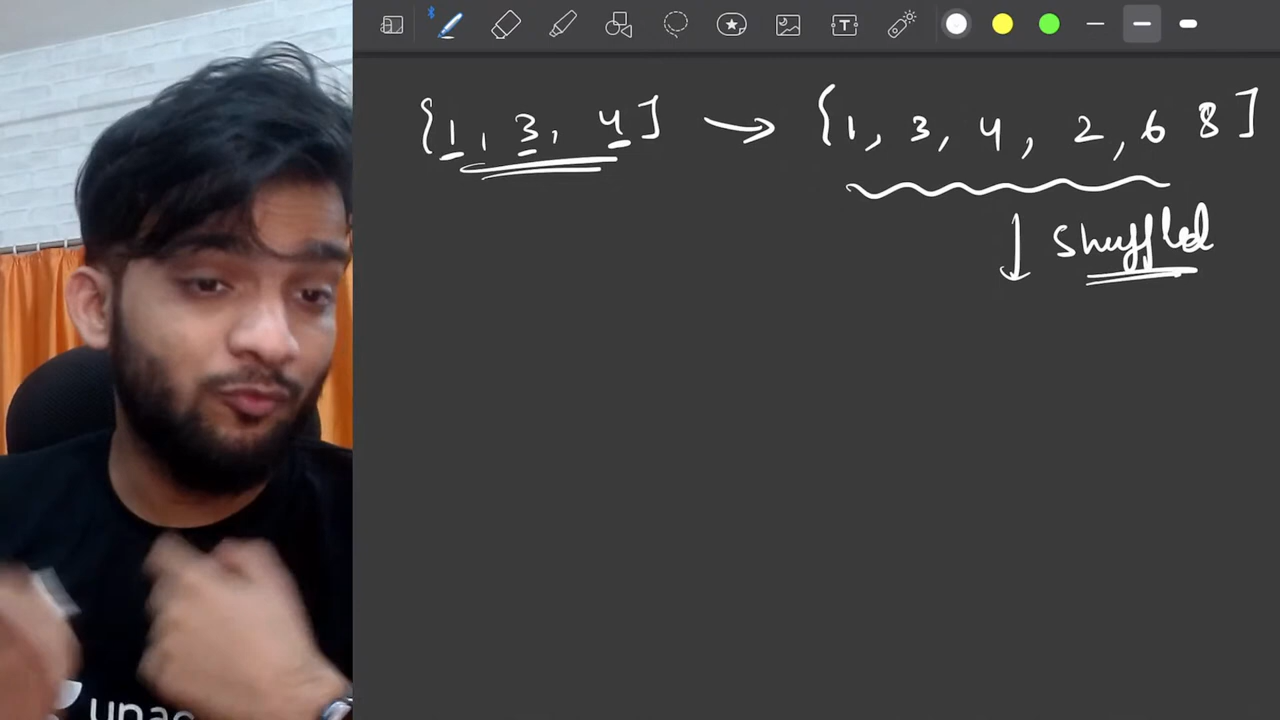 {1, 3, 4] → {1, 3, 4, 2, 6 8]
↓ Shuffled
T